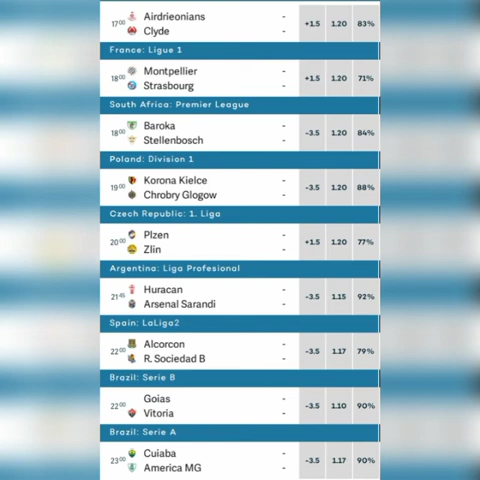 17:00 Airdrieonians - +1.5 1.20 83%
Clyde -
France: Ligue 1
18:00 Montpellier - +1.5 1.20 71%
Strasbourg -
South Africa: Premier League
18:00 Baroka - -3.5 1.20 84%
Stellenbosch -
Poland: Division 1
19:00 Korona Kielce - -3.5 1.20 88%
Chrobry Glogow -
Czech Republic: 1. Liga
20:00 Plzen - +1.5 1.20 77%
Zlin -
Argentina: Liga Profesional
21:45 Huracan - -3.5 1.15 92%
Arsenal Sarandi -
Spain: LaLiga2
22:00 Alcorcon - -3.5 1.17 79%
R. Sociedad B -
Brazil: Serie B
22:00 Goias - -3.5 1.10 90%
Vitoria -
Brazil: Serie A
23:00 Cuiaba - -3.5 1.17 90%
America MG -